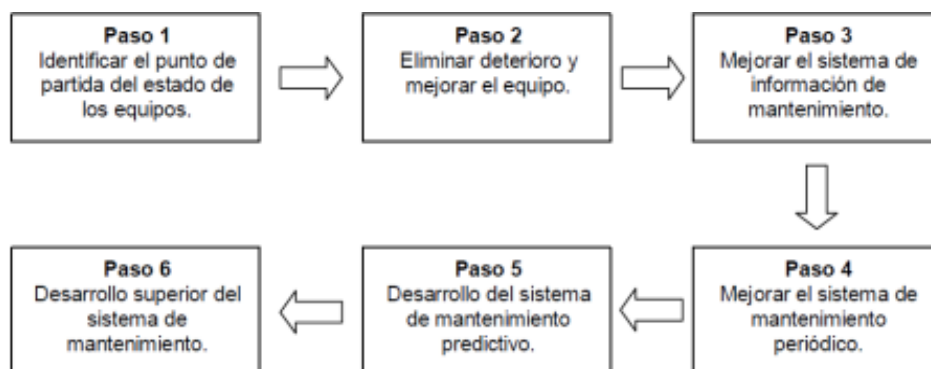 Paso 1
Identificar el punto de
partida del estado de
los equipos.
Paso 2
Eliminar deterioro y
mejorar el equipo.
Paso 3
Mejorar el sistema de
información de
mantenimiento.
Paso 4
Mejorar el sistema de
mantenimiento
periódico.
Paso 5
Desarrollo del sistema
de mantenimiento
predictivo.
Paso 6
Desarrollo superior del
sistema de
mantenimiento.